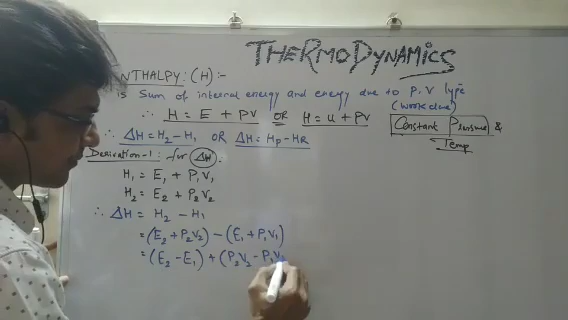 THERMODYNAMICS
NTHALPY: (H) :-
is Sum of internal energy and energy due to P, V type
(work done)
∴ H = E + PV OR H = U + PV
Constant Pressure &
Temp
∴ ΔH = H₂ - H₁ OR ΔH = Hp - HR
Derivation-1: for ΔH.
H₁ = E₁ + P₁V₁
H₂ = E₂ + P₂V₂
∴ ΔH = H₂ - H₁
= (E₂ + P₂V₂) - (E₁ + P₁V₁)
= (E₂ - E₁) + (P₂V₂ - P₁V₁